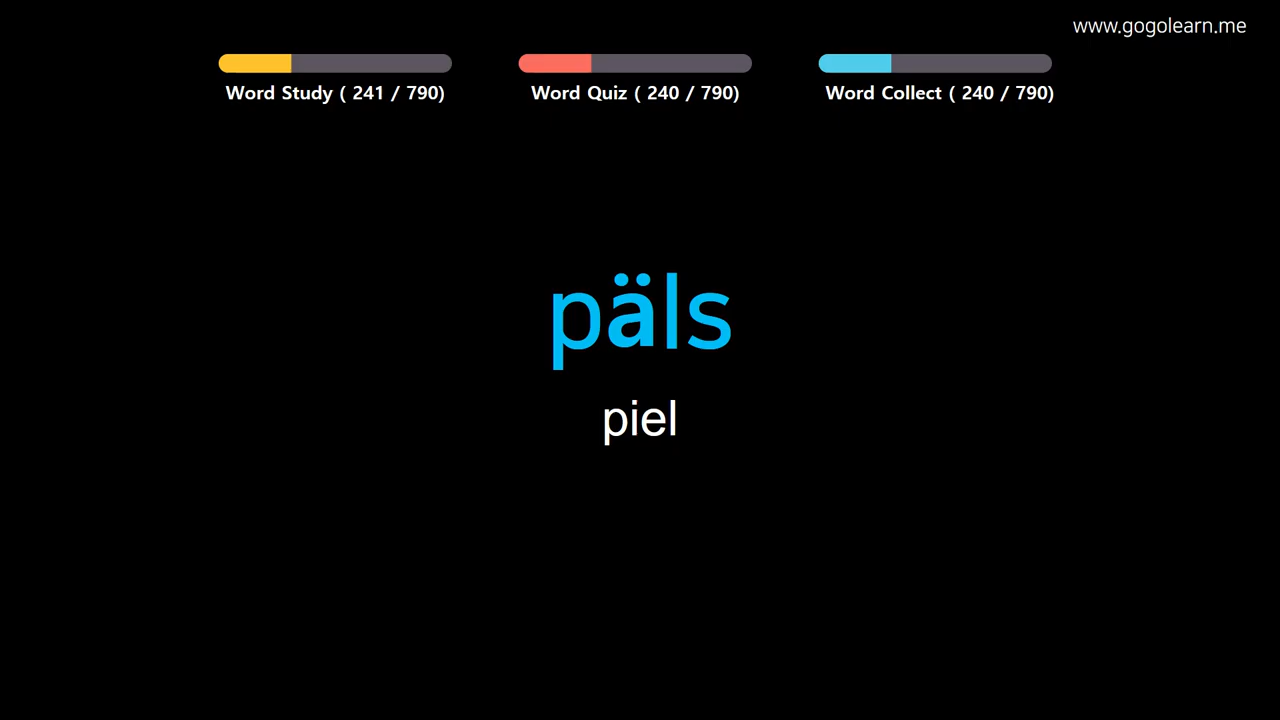 www.gogolearn.me
Word Study ( 241 / 790)
Word Quiz ( 240 / 790)
Word Collect ( 240 / 790)
päls
piel